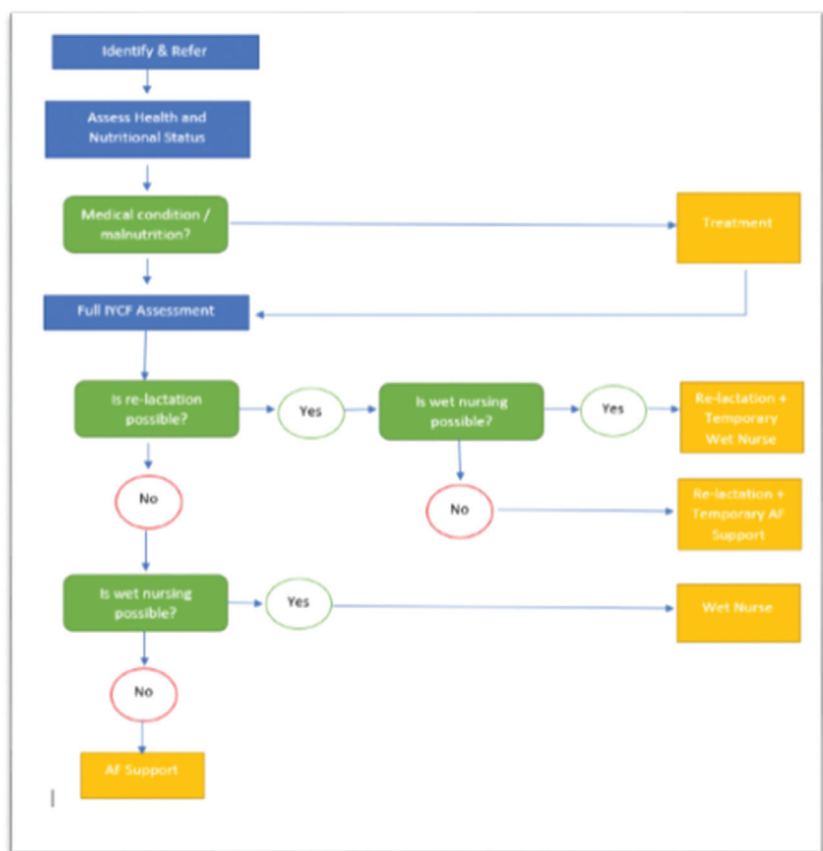 Identify & Refer
Assess Health and
Nutritional Status
Medical condition /
malnutrition?
Treatment
Full IYCF Assessment
Is re-lactation
possible?
Yes
Is wet nursing
possible?
Yes
Re-lactation +
Temporary
Wet Nurse
No
No
Re-lactation +
Temporary AF
Support
Is wet nursing
possible?
Yes
Wet Nurse
No
AF Support